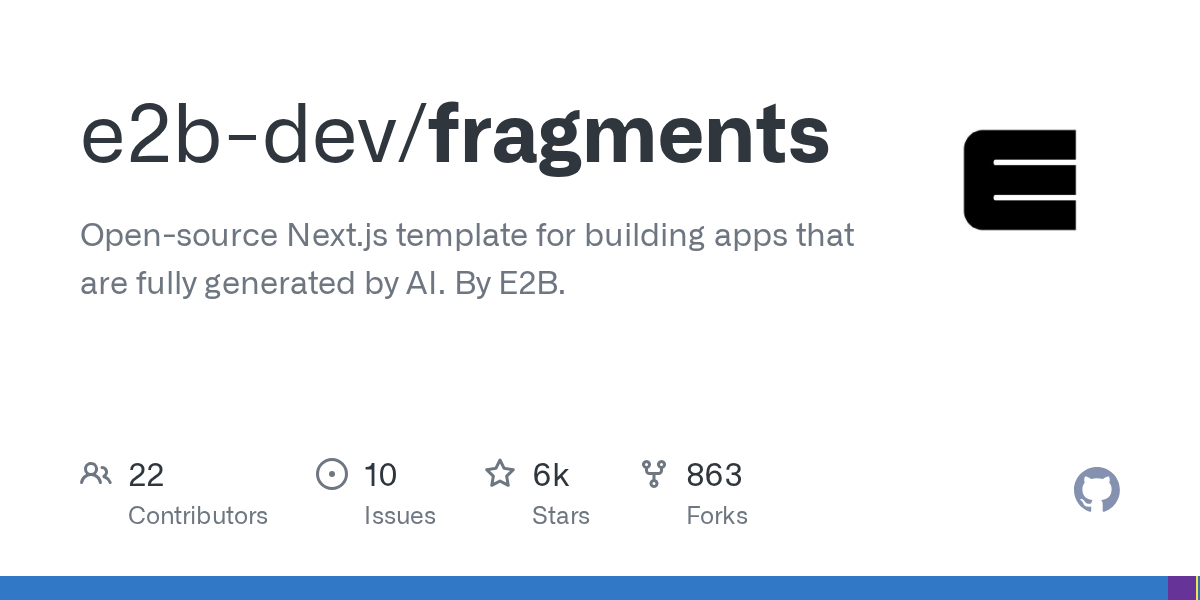 e2b-dev/fragments
Open-source Next.js template for building apps that
are fully generated by AI. By E2B.
22
Contributors
10
Issues
6k
Stars
863
Forks